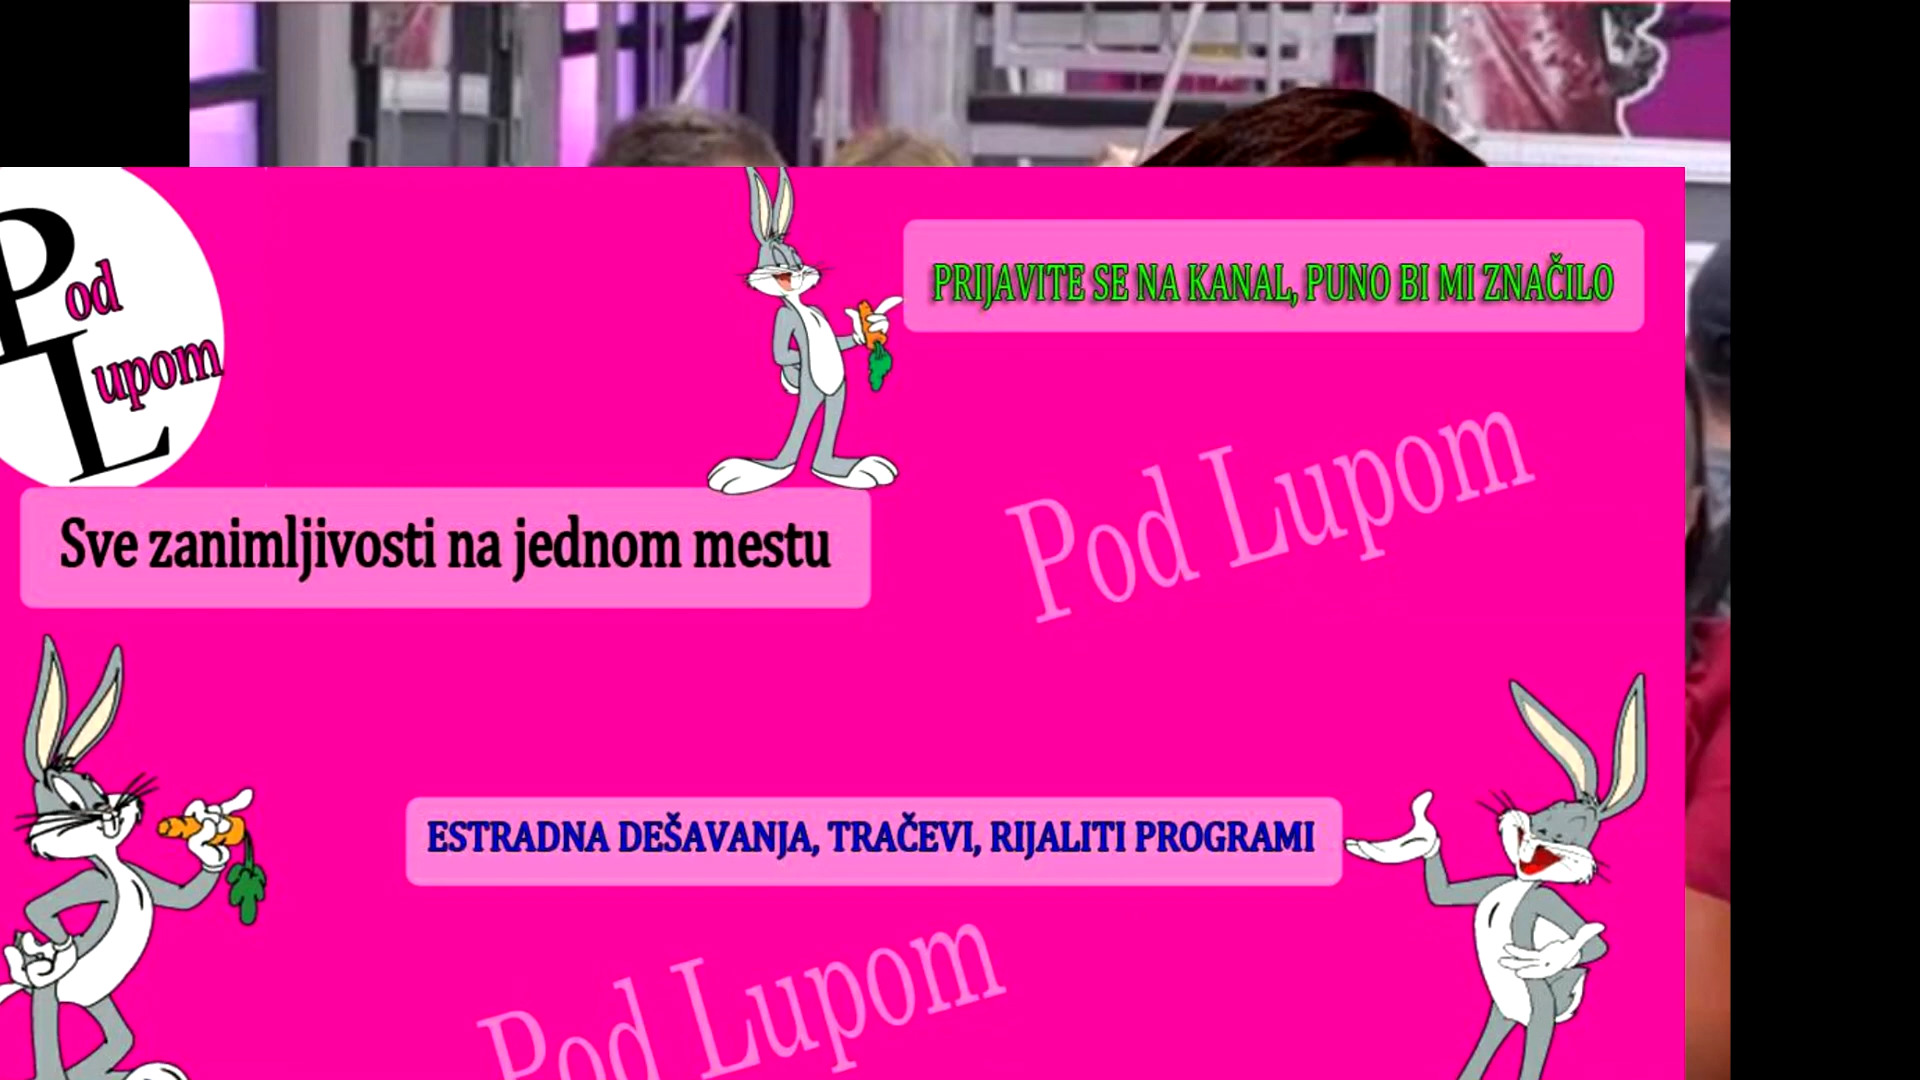 Pod
Lupom
PRIJAVITE SE NA KANAL, PUNO BI MI ZNAČILO
Pod Lupom
Sve zanimljivosti na jednom mestu
ESTRADNA DEŠAVANJA, TRAČEVI, RIJALITI PROGRAMI
Pod Lupom